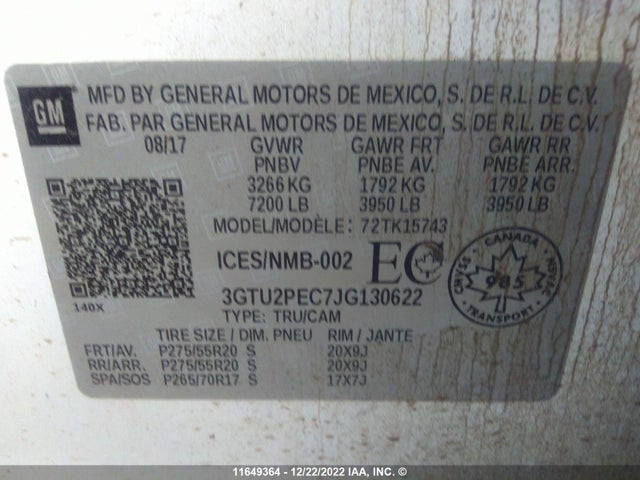 GM
MFD BY GENERAL MOTORS DE MEXICO, S. DE R.L. DE C.V.
FAB. PAR GENERAL MOTORS DE MEXICO, S. DE R.L. DE C.V.
08/17 GVWR GAWR FRT GAWR RR
PNBV PNBE AV. PNBE ARR.
3266 KG 1792 KG 1792 KG
7200 LB 3950 LB 3950 LB
MODEL/MODÈLE: 72TK15743
ICES/NMB-002 EC
CANADA
985
TRANSPORT
140X
3GTU2PEC7JG130622
TYPE: TRU/CAM
TIRE SIZE / DIM. PNEU RIM / JANTE
FRT/AV. P275/55R20 S 20X9J
RR/ARR. P275/55R20 S 20X9J
SPA/SOS P265/70R17 S 17X7J
11649364 - 12/22/2022 IAA, INC. ©